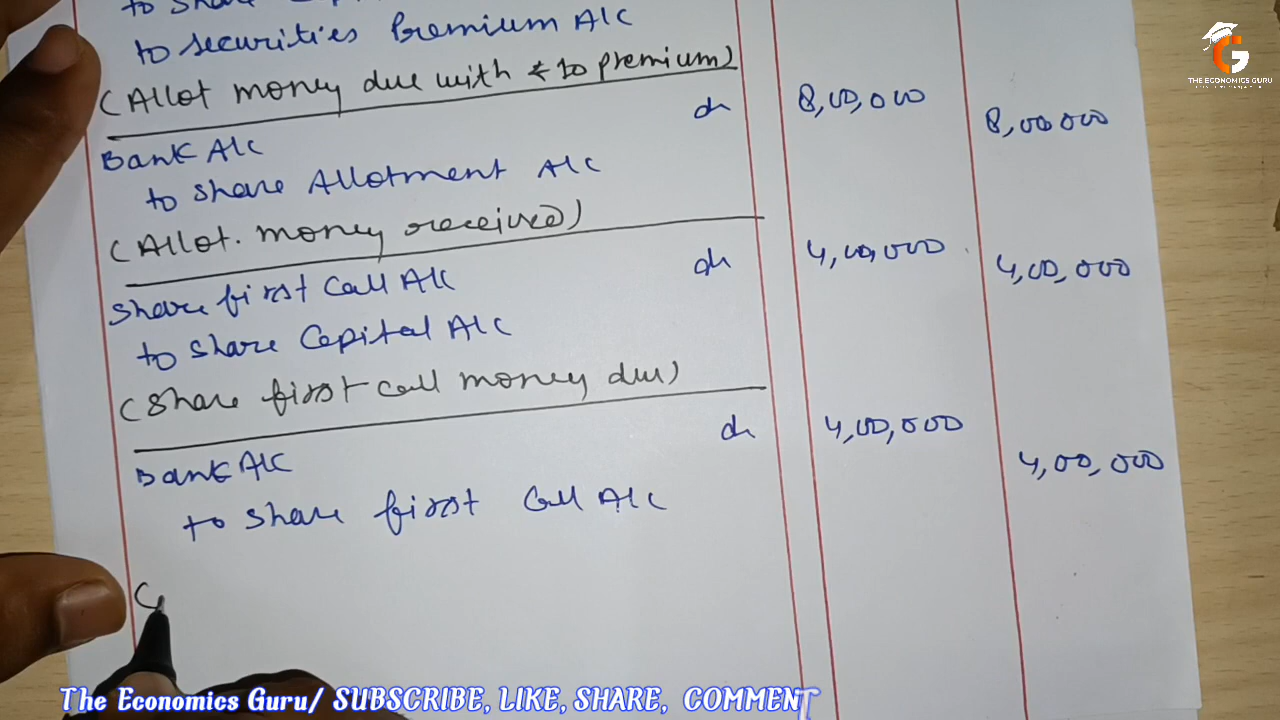 to share
to securities Premium A/c
(Allot money due with ₹ 10 premium)
Bank A/c dr 8,00,000
to share Allotment A/c 8,00,000
(Allot. money received)
Share first Call A/c dr 4,00,000
to share Capital A/c 4,00,000
(Share first call money due)
Bank A/c dr 4,00,000
to share first Call A/c 4,00,000
(
THE ECONOMICS GURU
The Economics Guru/ SUBSCRIBE, LIKE, SHARE, COMMENT